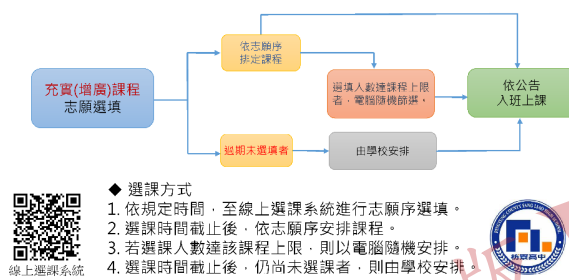 依志願序
排定課程
充實(增廣)課程
志願選填
選填人數達課程上限
者，電腦隨機篩選。
依公告
入班上課
逾期未選填者
由學校安排
◆ 選課方式
1. 依規定時間，至線上選課系統進行志願序選填。
2. 選課時間截止後，依志願序安排課程。
3. 若選課人數達該課程上限，則以電腦隨機安排。
4. 選課時間截止後，仍尚未選課者，則由學校安排。
線上選課系統
枋寮高中